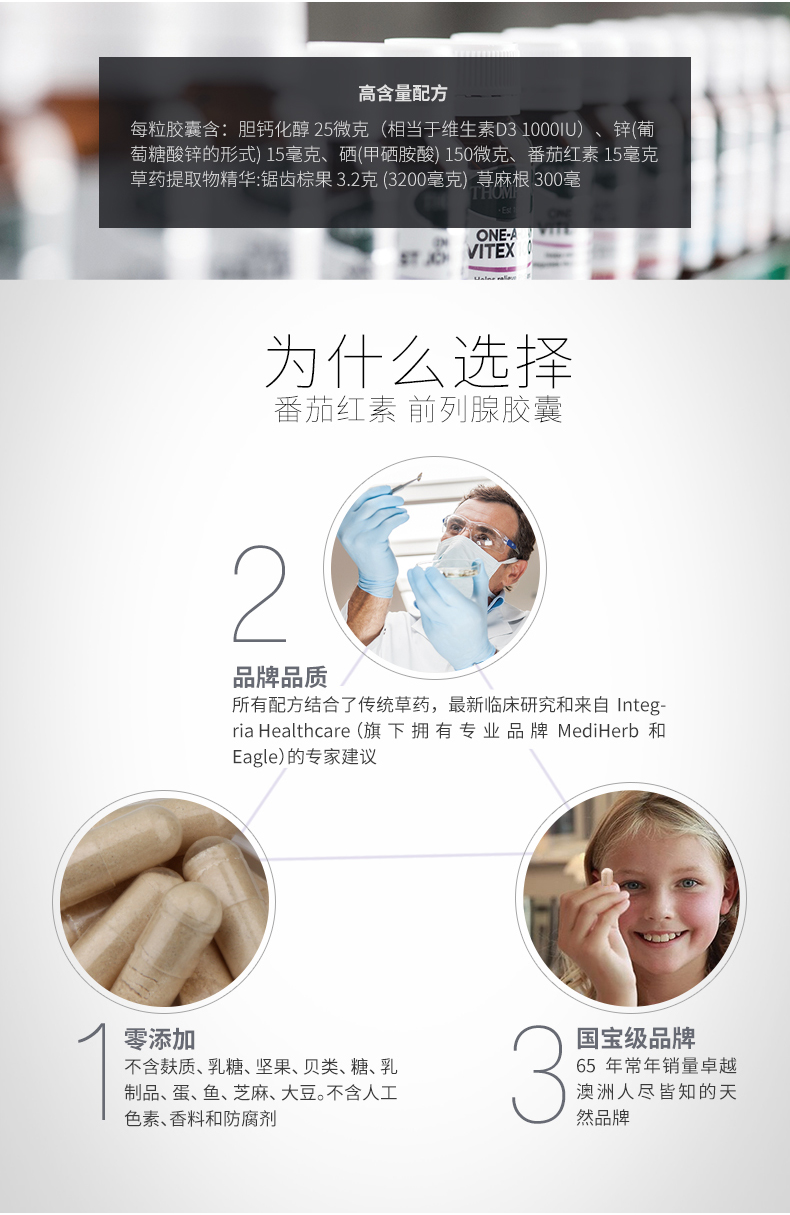 高含量配方
每粒胶囊含：胆钙化醇 25微克（相当于维生素D3 1000IU）、锌(葡
萄糖酸锌的形式) 15毫克、硒(甲硒胺酸) 150微克、番茄红素 15毫克
草药提取物精华:锯齿棕果 3.2克 (3200毫克) 荨麻根 300毫
ONE-A
VITEX
ST JOH
为什么选择
番茄红素 前列腺胶囊
2
品牌品质
所有配方结合了传统草药，最新临床研究和来自 Integ-
ria Healthcare（旗下拥有专业品牌 MediHerb 和
Eagle）的专家建议
1
零添加
不含麸质、乳糖、坚果、贝类、糖、乳
制品、蛋、鱼、芝麻、大豆。不含人工
色素、香料和防腐剂
3
国宝级品牌
65 年常年销量卓越
澳洲人尽皆知的天
然品牌